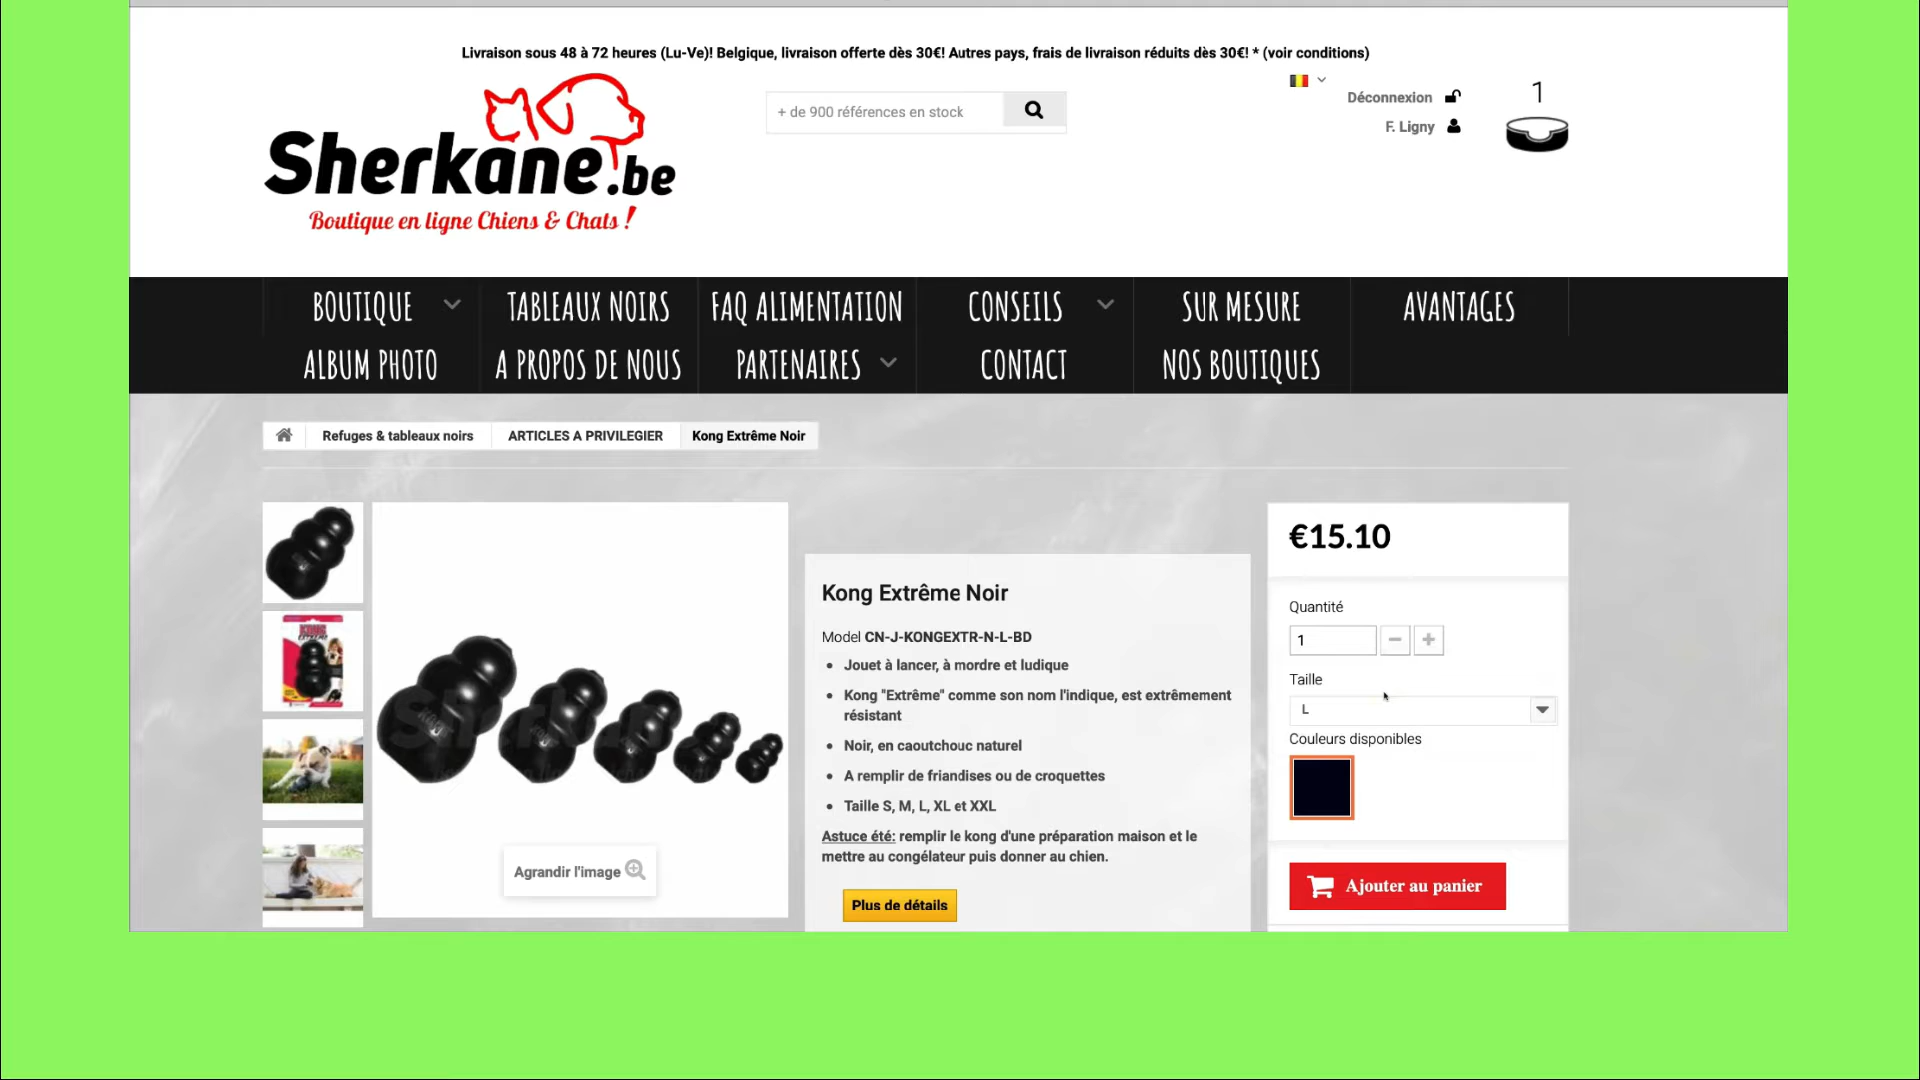 Livraison sous 48 à 72 heures (Lu-Ve)! Belgique, livraison offerte dès 30€! Autres pays, frais de livraison réduits dès 30€! * (voir conditions)
Sherkane.be
Boutique en ligne Chiens & Chats !
+ de 900 références en stock
Déconnexion
F. Ligny
1
BOUTIQUE
TABLEAUX NOIRS
FAQ ALIMENTATION
CONSEILS
SUR MESURE
AVANTAGES
ALBUM PHOTO
A PROPOS DE NOUS
PARTENAIRES
CONTACT
NOS BOUTIQUES
Refuges & tableaux noirs
ARTICLES A PRIVILEGIER
Kong Extrême Noir
KONG
Agrandir l'image
Kong Extrême Noir
Model CN-J-KONGEXTR-N-L-BD
Jouet à lancer, à mordre et ludique
Kong "Extrême" comme son nom l'indique, est extrêmement
résistant
Noir, en caoutchouc naturel
A remplir de friandises ou de croquettes
Taille S, M, L, XL et XXL
Astuce été: remplir le kong d'une préparation maison et le
mettre au congélateur puis donner au chien.
Plus de détails
€15.10
Quantité
1
Taille
L
Couleurs disponibles
Ajouter au panier